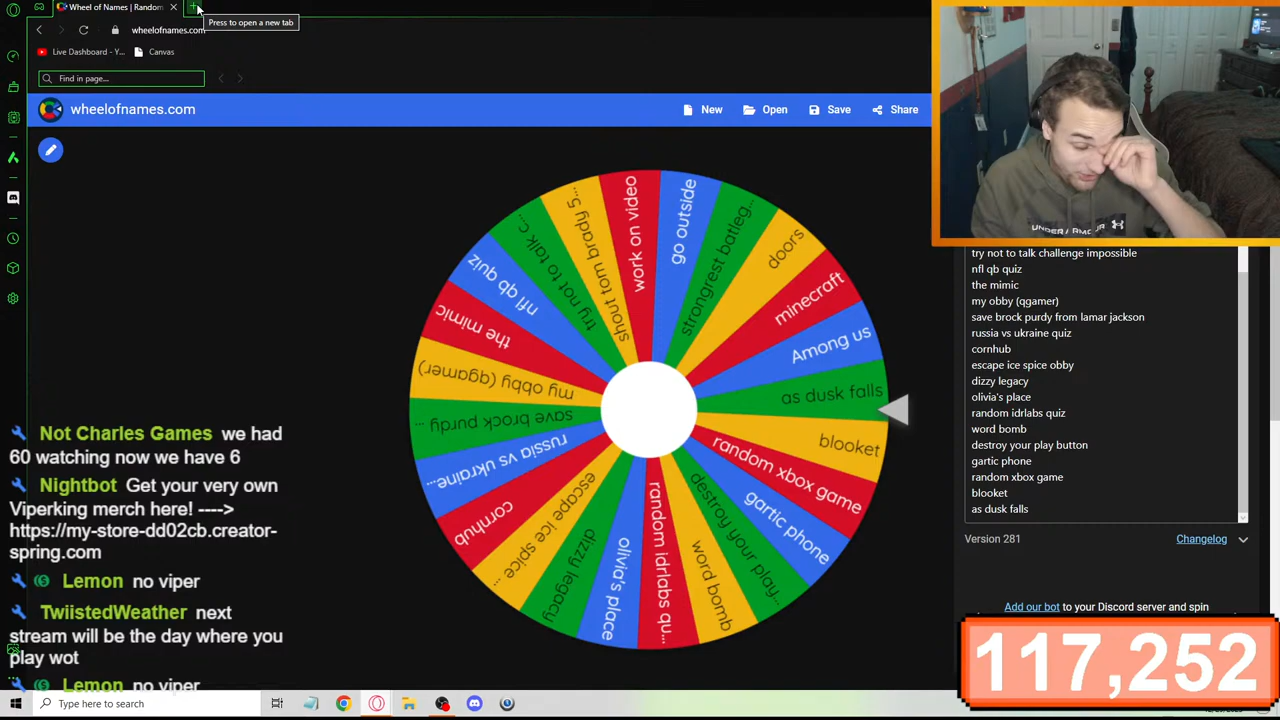 Wheel of Names | Random
Press to open a new tab
wheelofnames.com
Live Dashboard - Y...
Canvas
Find in page...
wheelofnames.com
New
Open
Save
Share
work on video
go outside
strongest batleg...
doors
minecraft
Among us
as dusk falls
blooket
random xbox game
gartic phone
destroy your play...
word bomb
random idrlabs qu...
olivia's place
dizzy legacy
escape ice spice ...
cornhub
russia vs ukraine...
save brock purdy ...
my obby (qgamer)
the mimic
nfl qb quiz
try not to talk c...
shout tom brady 5...
UNDER ARMOUR
try not to talk challenge impossible
nfl qb quiz
the mimic
my obby (qgamer)
save brock purdy from lamar jackson
russia vs ukraine quiz
cornhub
escape ice spice obby
dizzy legacy
olivia's place
random idrlabs quiz
word bomb
destroy your play button
gartic phone
random xbox game
blooket
as dusk falls
Version 281
Changelog
Add our bot to your Discord server and spin
Not Charles Games we had
60 watching now we have 6
Nightbot Get your very own
Viperking merch here! ---->
https://my-store-dd02cb.creator-
spring.com
Lemon no viper
TwiistedWeather next
stream will be the day where you
play wot
Lemon no viper
117,252
Type here to search